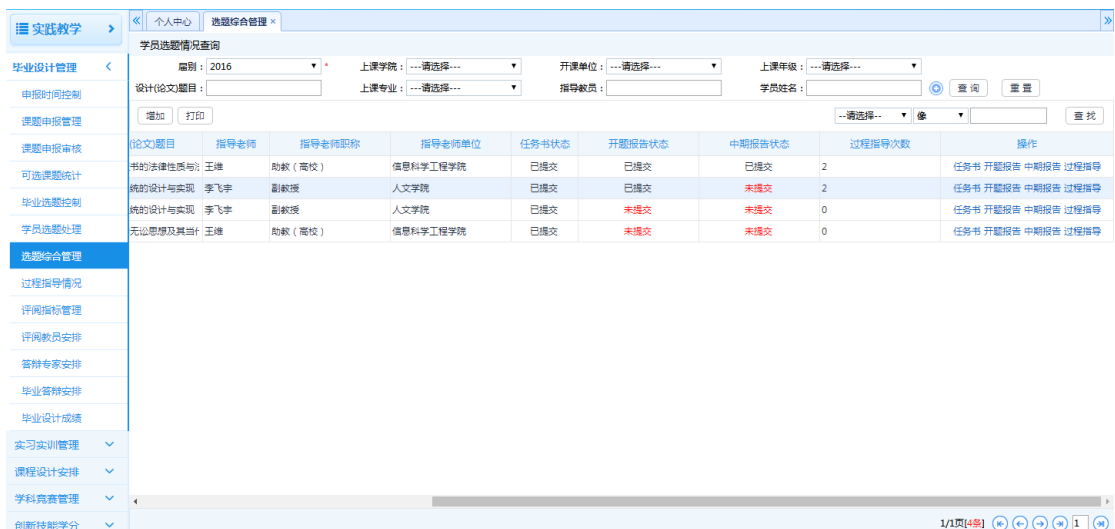 实践教学
毕业设计管理
申报时间控制
课题申报管理
课题申报审核
可选课题统计
毕业选题控制
学员选题处理
选题综合管理
过程指导情况
评阅指标管理
评阅教员安排
答辩专家安排
毕业答辩安排
毕业设计成绩
实习实训管理
课程设计安排
学科竞赛管理
创新技能学分
个人中心 选题综合管理 ×
学员选题情况查询
届别： 2016 * 上课学院： ---请选择--- 开课单位： ---请选择--- 上课年级： ---请选择---
设计(论文)题目： 上课专业： ---请选择--- 指导教员： 学员姓名： 查询 重置
增加 打印 --请选择-- 像 查找
(论文)题目 指导老师 指导老师职称 指导老师单位 任务书状态 开题报告状态 中期报告状态 过程指导次数 操作
书的法律性质与 王维 助教（高校） 信息科学工程学院 已提交 已提交 已提交 2 任务书 开题报告 中期报告 过程指导
统的设计与实现 李飞宇 副教授 人文学院 已提交 已提交 未提交 2 任务书 开题报告 中期报告 过程指导
统的设计与实现 李飞宇 副教授 人文学院 已提交 未提交 未提交 0 任务书 开题报告 中期报告 过程指导
无讼思想及其当 王维 助教（高校） 信息科学工程学院 已提交 未提交 未提交 0 任务书 开题报告 中期报告 过程指导
1/1页[4条] 1